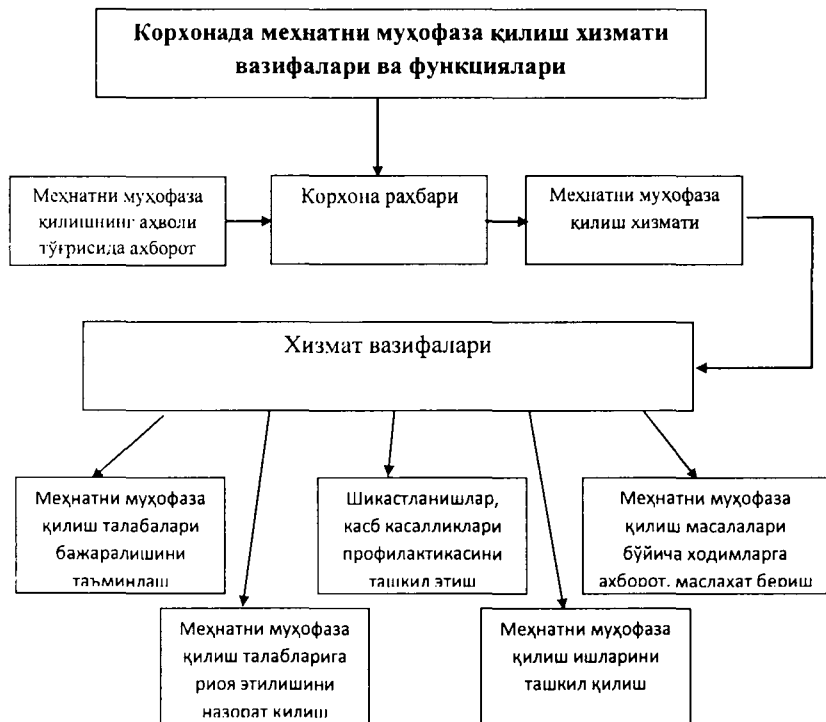 Корхонада меҳнатни муҳофаза қилиш хизмати
вазифалари ва функциялари
Меҳнатни муҳофаза
қилишнинг аҳволи
тўғрисида ахборот
Корхона раҳбари
Меҳнатни муҳофаза
қилиш хизмати
Хизмат вазифалари
Меҳнатни муҳофаза
қилиш талабалари
бажаралишини
таъминлаш
Шикастланишлар,
касб касалликлари
профилактикасини
ташкил этиш
Меҳнатни муҳофаза
қилиш масалалари
бўйича ходимларга
ахборот, маслахат бериш
Меҳнатни муҳофаза
қилиш талабларига
риоя этилишини
назорат қилиш
Меҳнатни муҳофаза
қилиш ишларини
ташкил қилиш